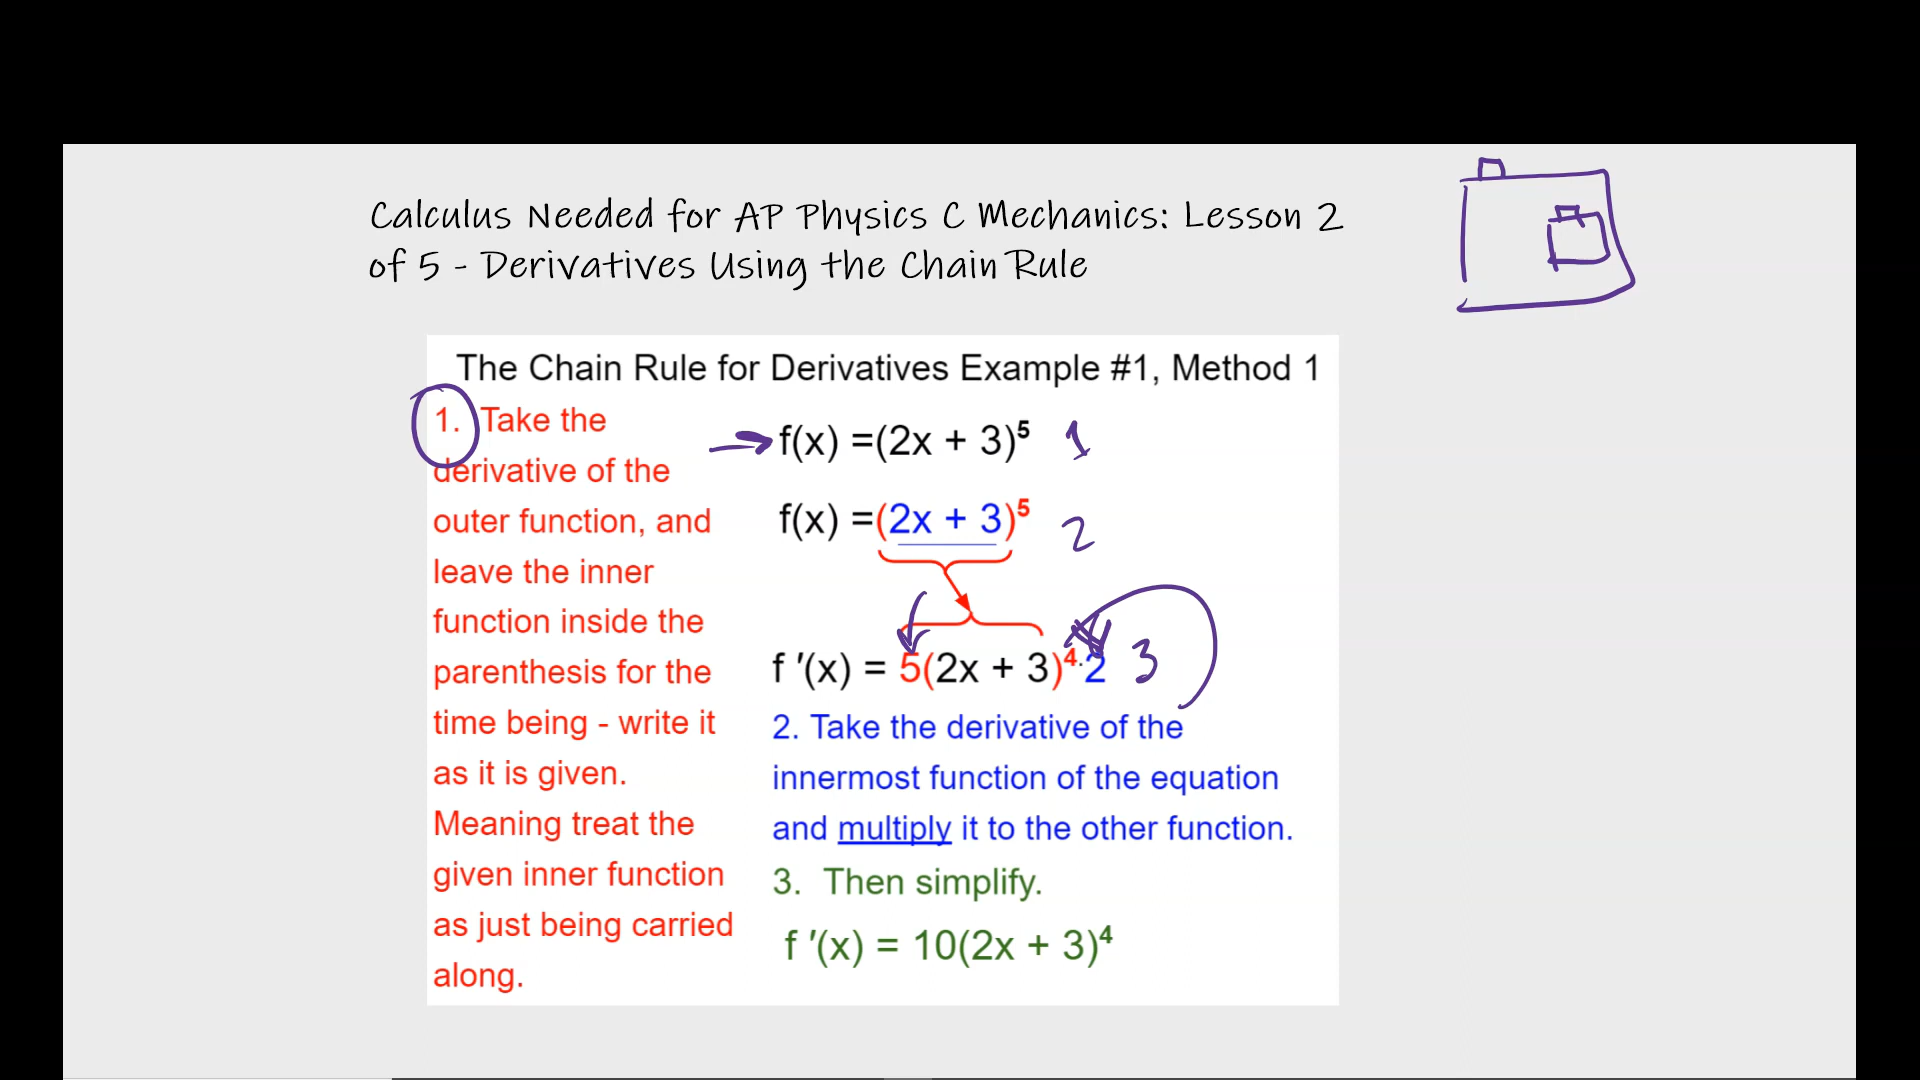 Calculus Needed for AP Physics C Mechanics: Lesson 2
of 5 - Derivatives Using the Chain Rule
The Chain Rule for Derivatives Example #1, Method 1
1. Take the
derivative of the
outer function, and
leave the inner
function inside the
parenthesis for the
time being - write it
as it is given.
Meaning treat the
given inner function
as just being carried
along.
f(x) =(2x + 3)⁵ 1
f(x) =(2x + 3)⁵ 2
f ′(x) = 5(2x + 3)⁴·2 3
2. Take the derivative of the
innermost function of the equation
and multiply it to the other function.
3. Then simplify.
f ′(x) = 10(2x + 3)⁴